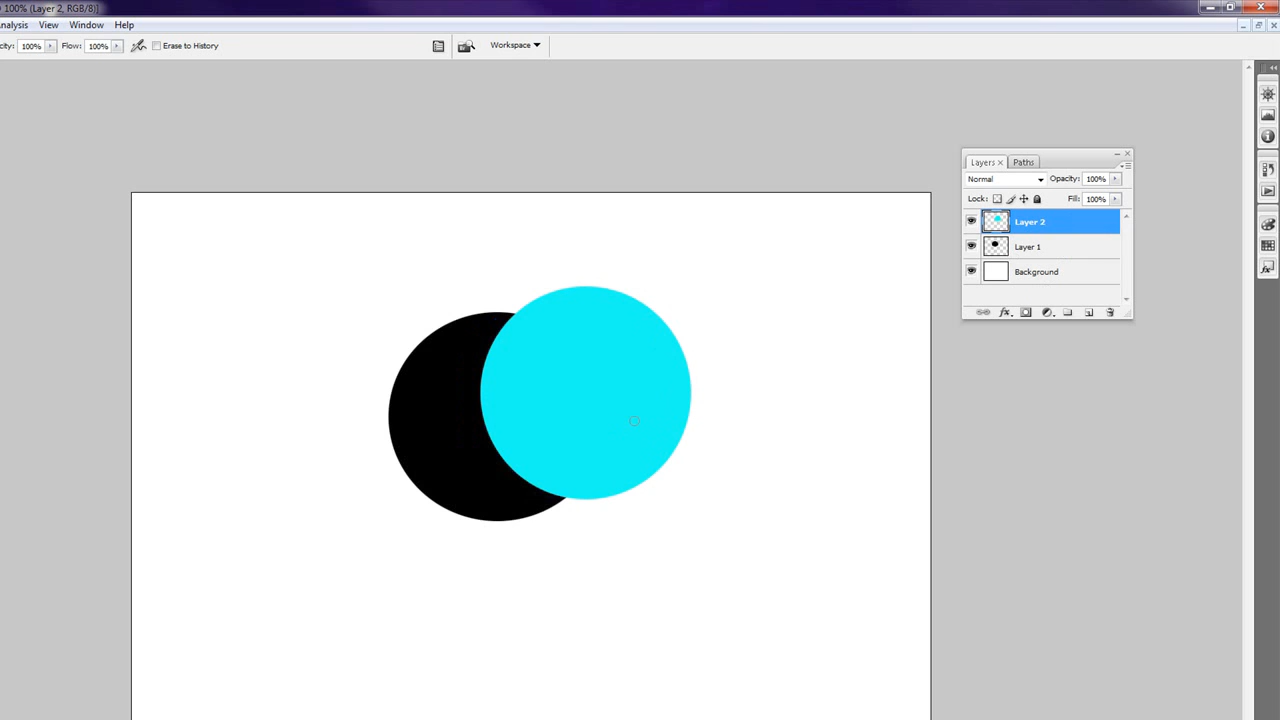 100% (Layer 2, RGB/8)]
Analysis View Window Help
city: 100% Flow: 100% Erase to History Workspace
Layers Paths
Normal Opacity: 100%
Lock: Fill: 100%
Layer 2
Layer 1
Background